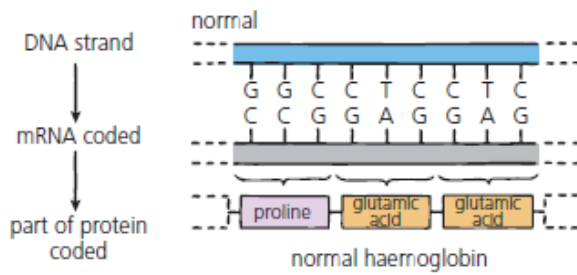 normal
DNA strand
G G C C T C C T C
C C G G A G G A G
mRNA coded
proline
glutamic
acid
glutamic
acid
part of protein
coded
normal haemoglobin